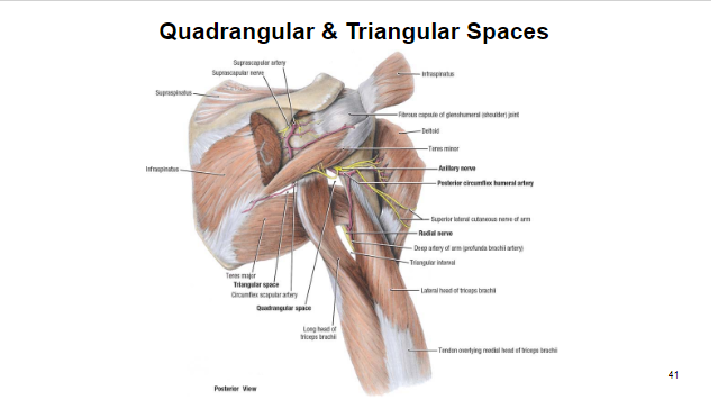 Quadrangular & Triangular Spaces
Suprascapular artery
Suprascapular nerve
Infraspinatus
Supraspinatus
Fibrous capsule of glenohumeral (shoulder) joint
Deltoid
Teres minor
Infraspinatus
Axillary nerve
Posterior circumflex humeral artery
Superior lateral cutaneous nerve of arm
Radial nerve
Deep artery of arm (profunda brachii artery)
Triangular interval
Teres major
Triangular space
Circumflex scapular artery
Lateral head of triceps brachii
Quadrangular space
Long head of
triceps brachii
Tendon overlying medial head of triceps brachii
41
Posterior View